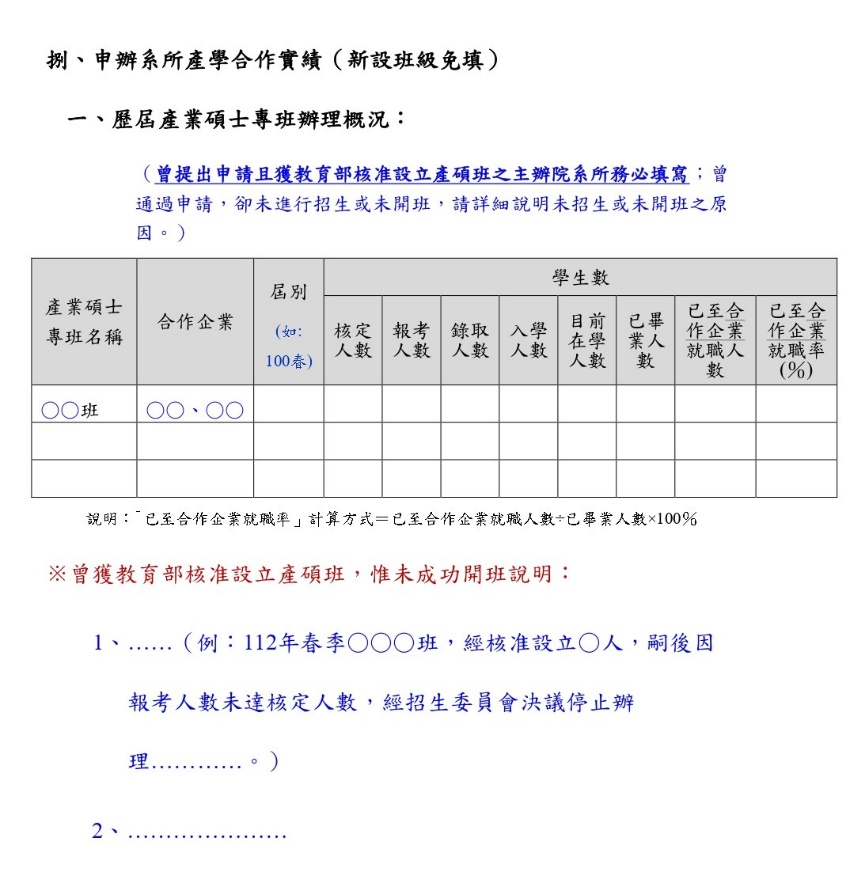 捌、申辦系所產學合作實績（新設班級免填）
一、歷屆產業碩士專班辦理概況：
（曾提出申請且獲教育部核准設立產碩班之主辦院系所務必填寫；曾
通過申請，卻未進行招生或未開班，請詳細說明未招生或未開班之原
因。）
產業碩士
專班名稱
合作企業
屆別
(如:
100春)
學生數
核定
人數
報考
人數
錄取
人數
入學
人數
目前
在學
人數
已畢
業人
數
已至合
作企業
就職人
數
已至合
作企業
就職率
(%)
○○班
○○、○○
說明：「已至合作企業就職率」計算方式＝已至合作企業就職人數÷已畢業人數×100％
※曾獲教育部核准設立產碩班，惟未成功開班說明：
1、……（例：112年春季○○○班，經核准設立○人，嗣後因
報考人數未達核定人數，經招生委員會決議停止辦
理…………。）
2、…………………